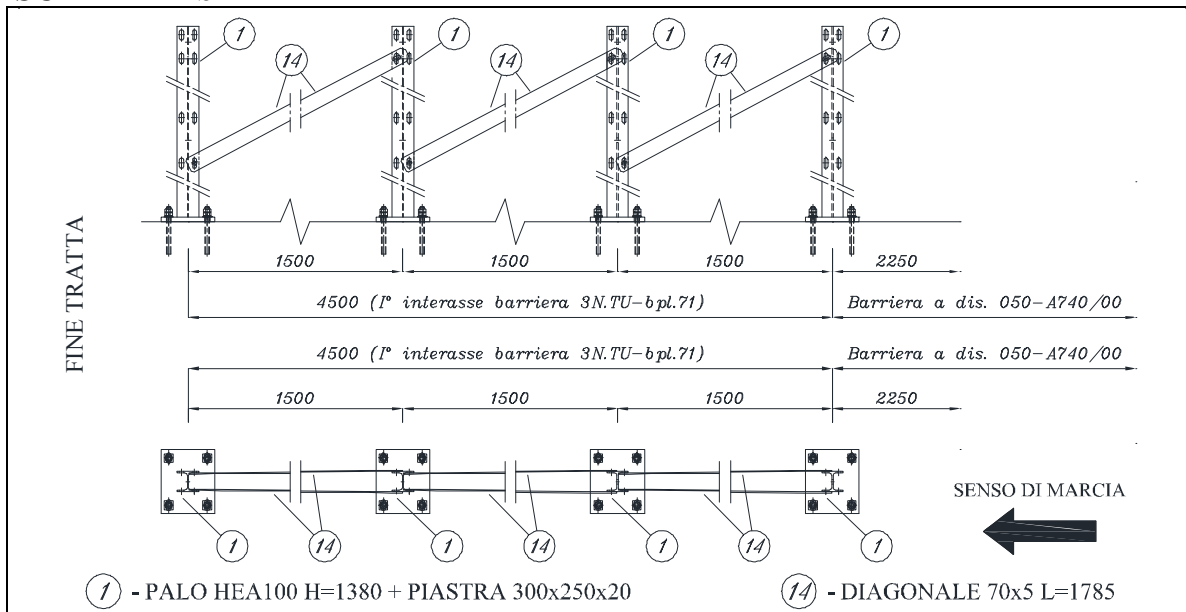 1 1 1 1
14 14 14
FINE TRATTA
1500 1500 1500 2250
4500 (I° interasse barriera 3N.TU-bpl.71) Barriera a dis. 050-A740/00
4500 (I° interasse barriera 3N.TU-bpl.71) Barriera a dis. 050-A740/00
1500 1500 1500 2250
SENSO DI MARCIA
1 14 1 14 1 14 1
1 - PALO HEA100 H=1380 + PIASTRA 300x250x20 14 - DIAGONALE 70x5 L=1785